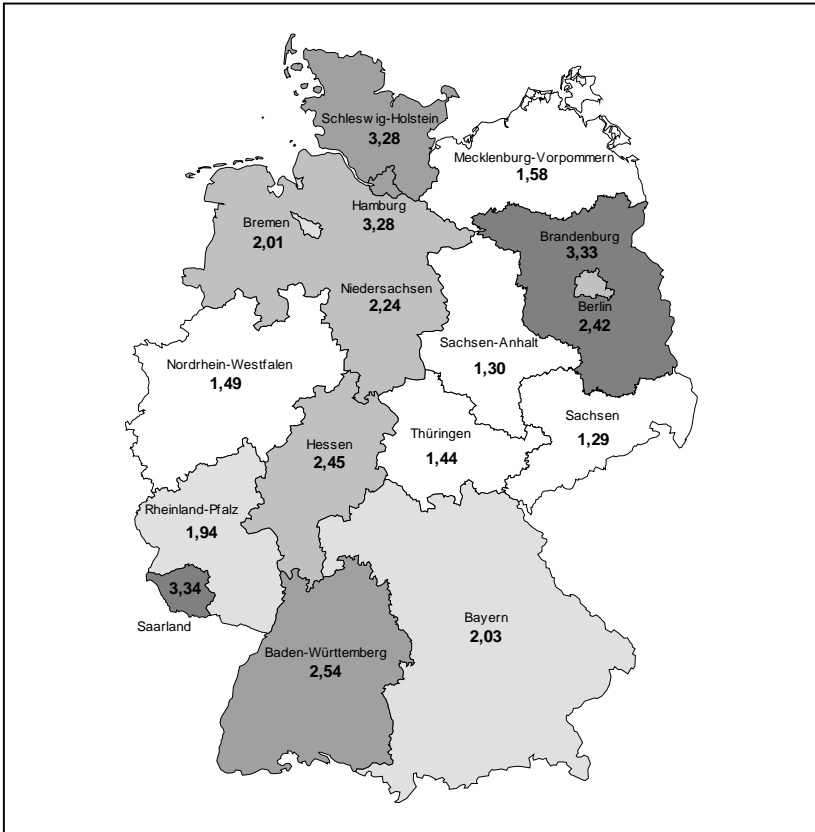 Schleswig-Holstein
3,28
Mecklenburg-Vorpommern
1,58
Hamburg
3,28
Bremen
2,01
Brandenburg
3,33
Niedersachsen
2,24
Berlin
2,42
Sachsen-Anhalt
1,30
Nordrhein-Westfalen
1,49
Sachsen
1,29
Thüringen
1,44
Hessen
2,45
Rheinland-Pfalz
1,94
3,34
Saarland
Bayern
2,03
Baden-Württemberg
2,54